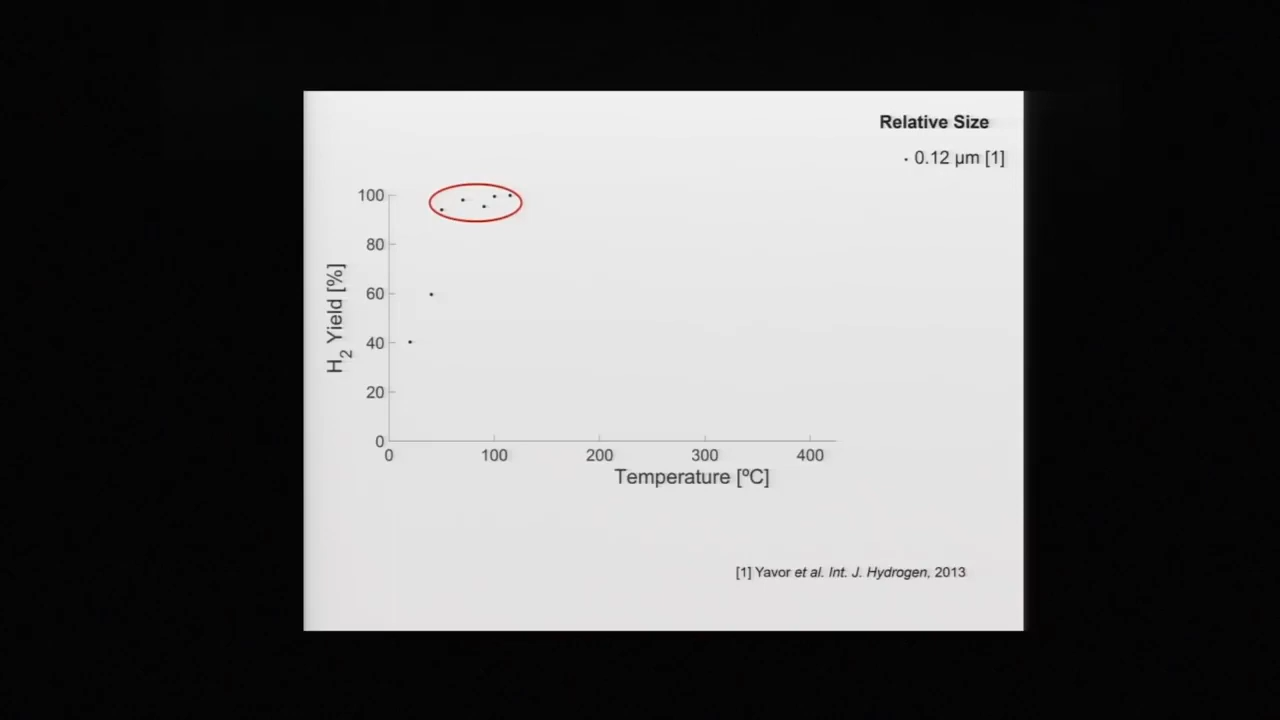 Relative Size
· 0.12 µm [1]
100
80
60
40
20
0
H2 Yield [%]
0 100 200 300 400
Temperature [ºC]
[1] Yavor et al. Int. J. Hydrogen, 2013